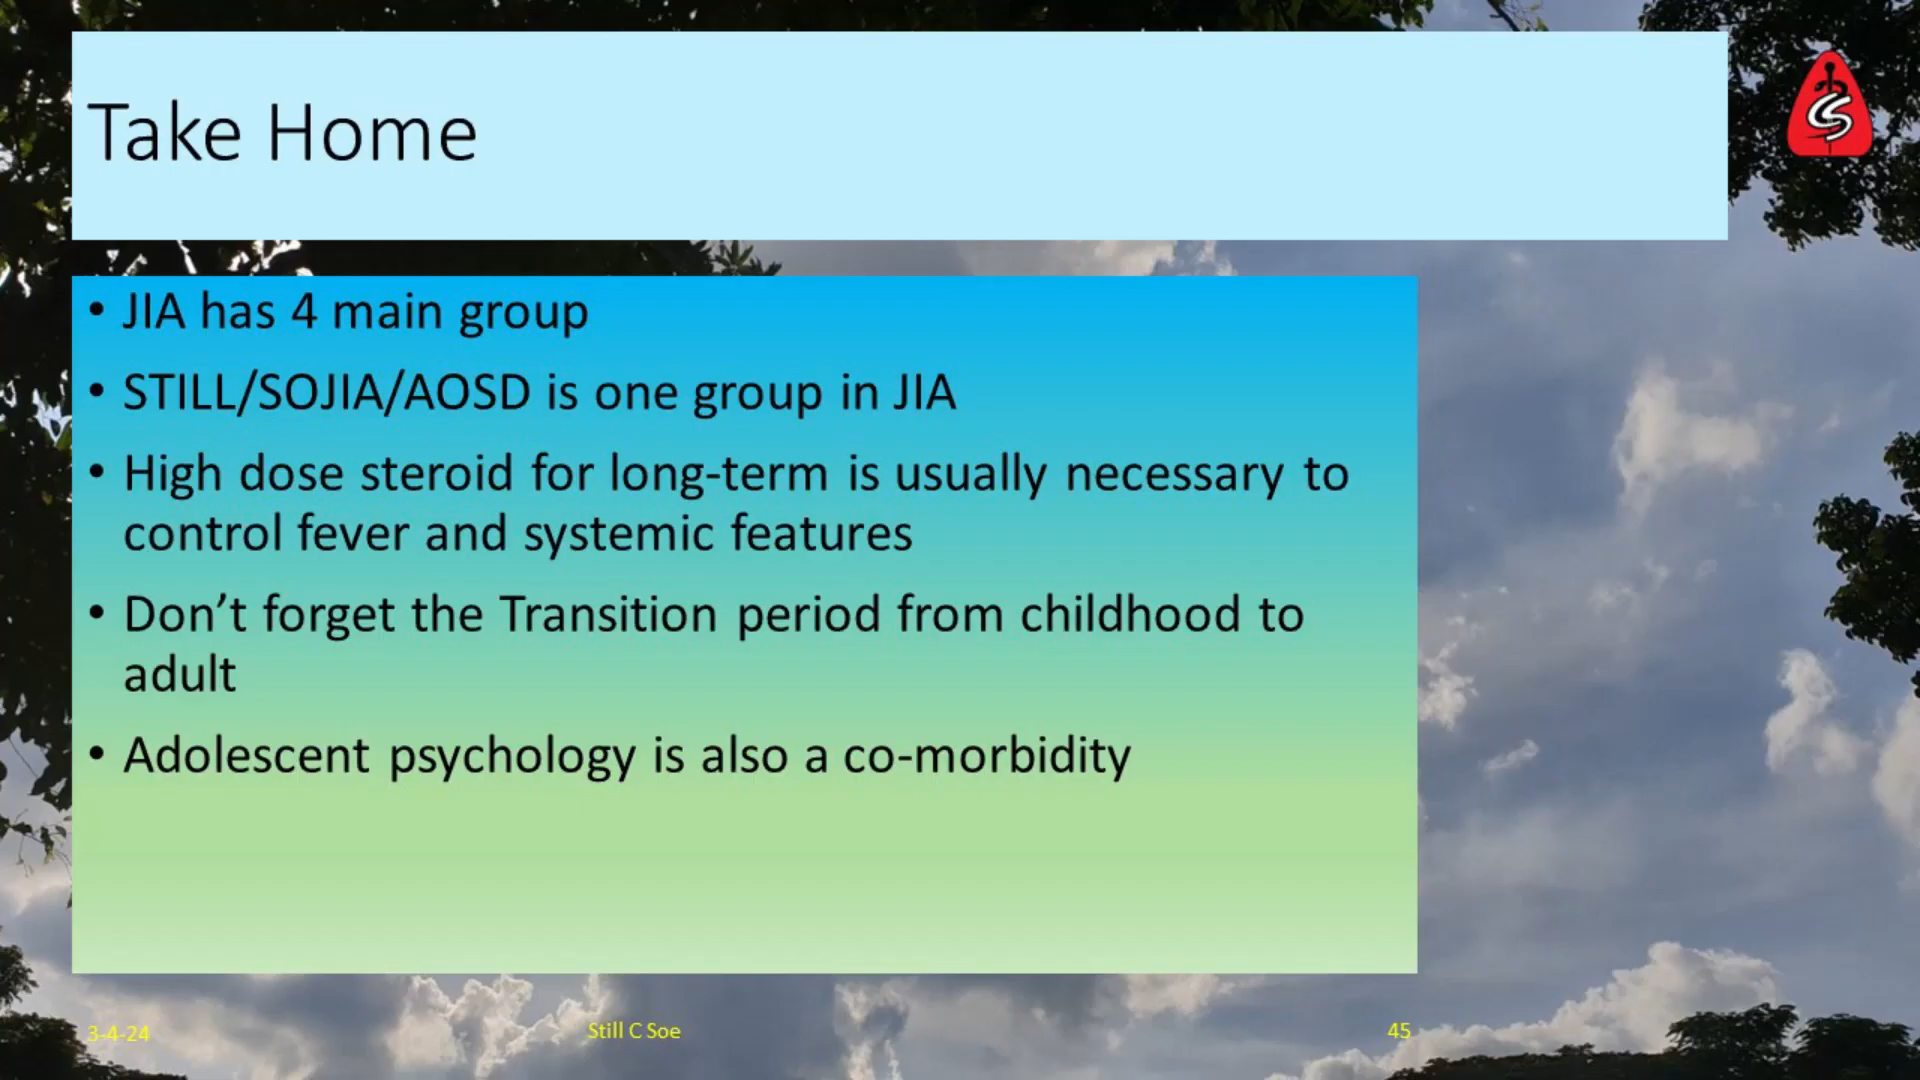 Take Home
• JIA has 4 main group
• STILL/SOJIA/AOSD is one group in JIA
• High dose steroid for long-term is usually necessary to
control fever and systemic features
• Don’t forget the Transition period from childhood to
adult
• Adolescent psychology is also a co-morbidity
3-4-24
Still C Soe
45